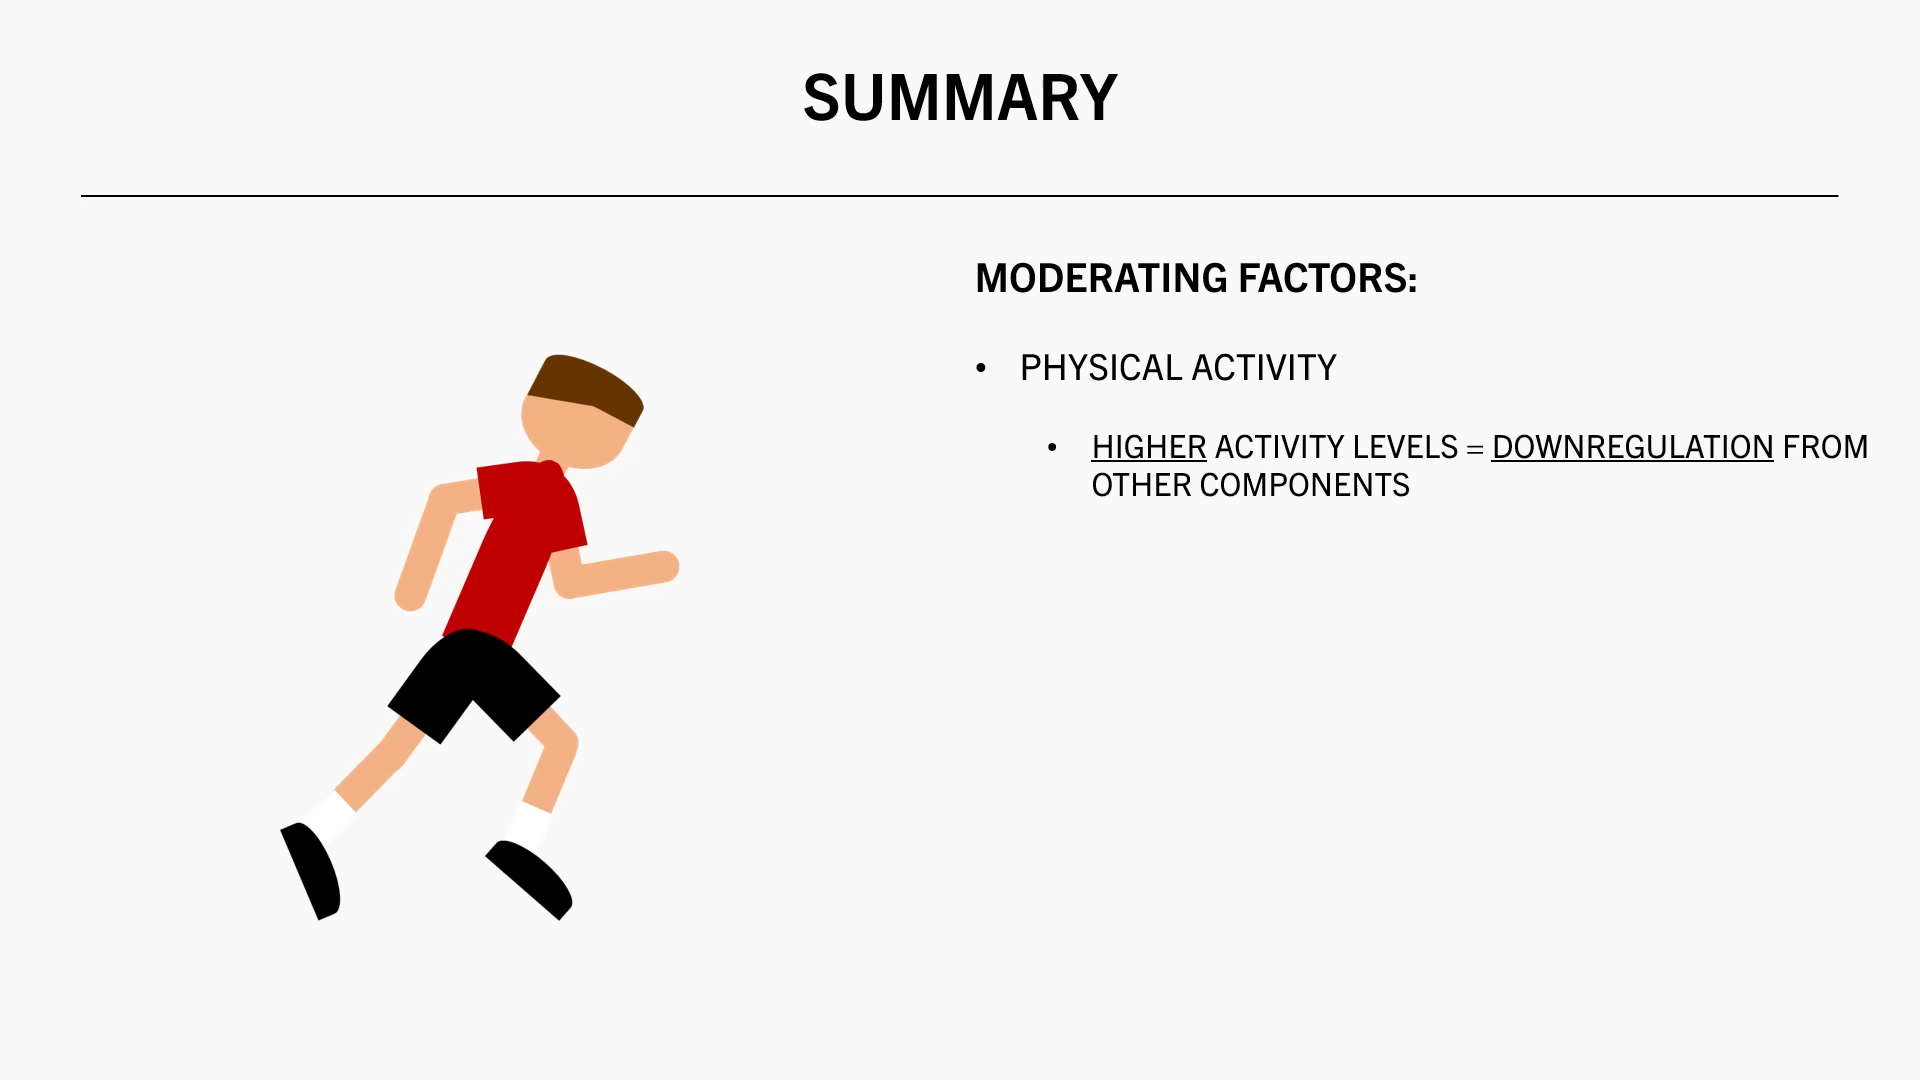 SUMMARY
MODERATING FACTORS:
• PHYSICAL ACTIVITY
• HIGHER ACTIVITY LEVELS = DOWNREGULATION FROM
OTHER COMPONENTS